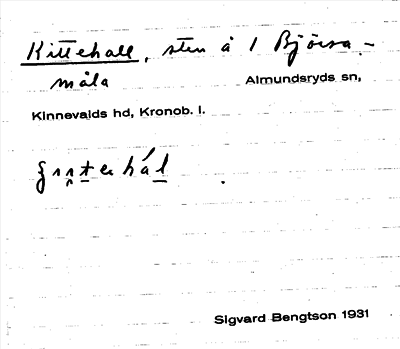 Kittehall, sten å 1 Björsa-
måla Almundsryds sn,
Kinnevalds hd, Kronob. l.
Sigvard Bengtson 1931